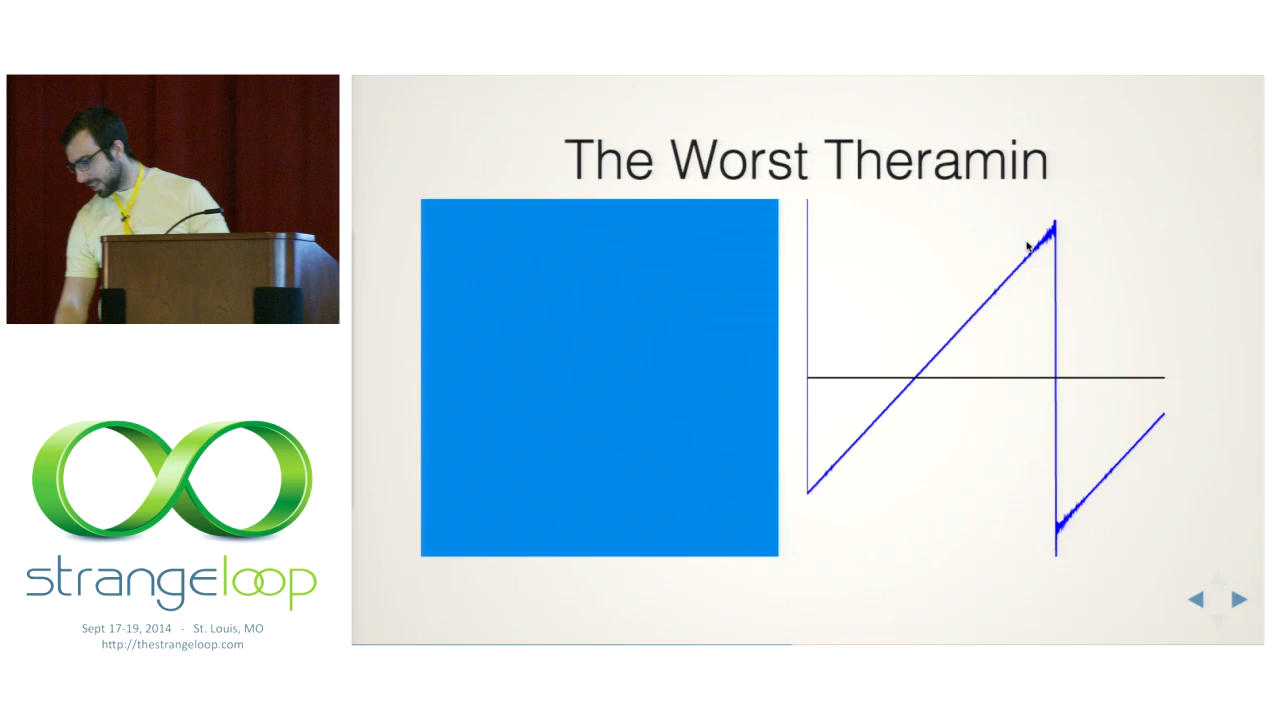 The Worst Theramin
strangeloop
Sept 17-19, 2014 - St. Louis, MO
http://thestrangeloop.com